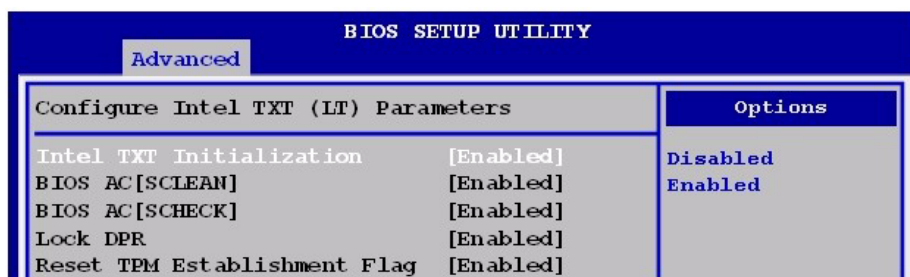 BIOS SETUP UTILITY
Advanced
Configure Intel TXT (LT) Parameters
Options
Intel TXT Initialization [Enabled]
BIOS AC[SCLEAN] [Enabled]
BIOS AC[SCHECK] [Enabled]
Lock DPR [Enabled]
Reset TPM Establishment Flag [Enabled]
Disabled
Enabled